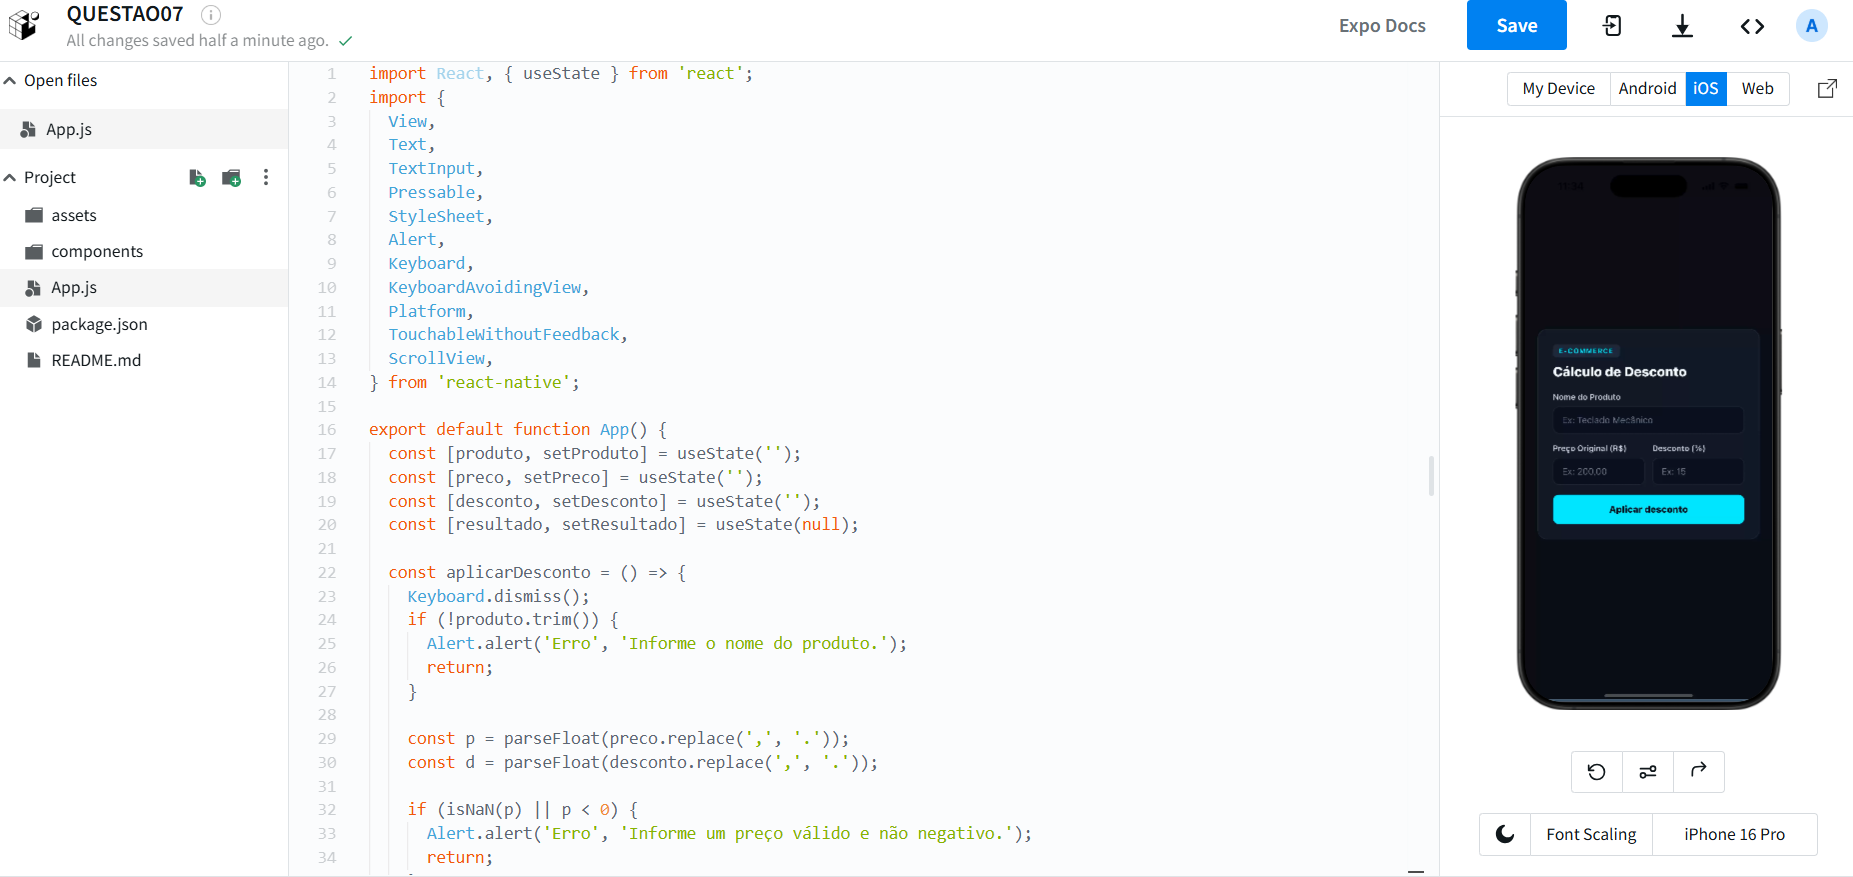 QUESTAO07
All changes saved half a minute ago.
Expo Docs
Save
A
Open files
App.js
Project
assets
components
App.js
package.json
README.md
1 import React, { useState } from 'react';
2 import {
3 View,
4 Text,
5 TextInput,
6 Pressable,
7 StyleSheet,
8 Alert,
9 Keyboard,
10 KeyboardAvoidingView,
11 Platform,
12 TouchableWithoutFeedback,
13 ScrollView,
14 } from 'react-native';
15
16 export default function App() {
17 const [produto, setProduto] = useState('');
18 const [preco, setPreco] = useState('');
19 const [desconto, setDesconto] = useState('');
20 const [resultado, setResultado] = useState(null);
21
22 const aplicarDesconto = () => {
23 Keyboard.dismiss();
24 if (!produto.trim()) {
25 Alert.alert('Erro', 'Informe o nome do produto.');
26 return;
27 }
28
29 const p = parseFloat(preco.replace(',', '.'));
30 const d = parseFloat(desconto.replace(',', '.'));
31
32 if (isNaN(p) || p < 0) {
33 Alert.alert('Erro', 'Informe um preço válido e não negativo.');
34 return;
My Device Android iOS Web
11:34
E-COMMERCE
Cálculo de Desconto
Nome do Produto
Ex: Teclado Mecânico
Preço Original (R$) Desconto (%)
Ex: 200.00 Ex: 15
Aplicar desconto
Font Scaling
iPhone 16 Pro